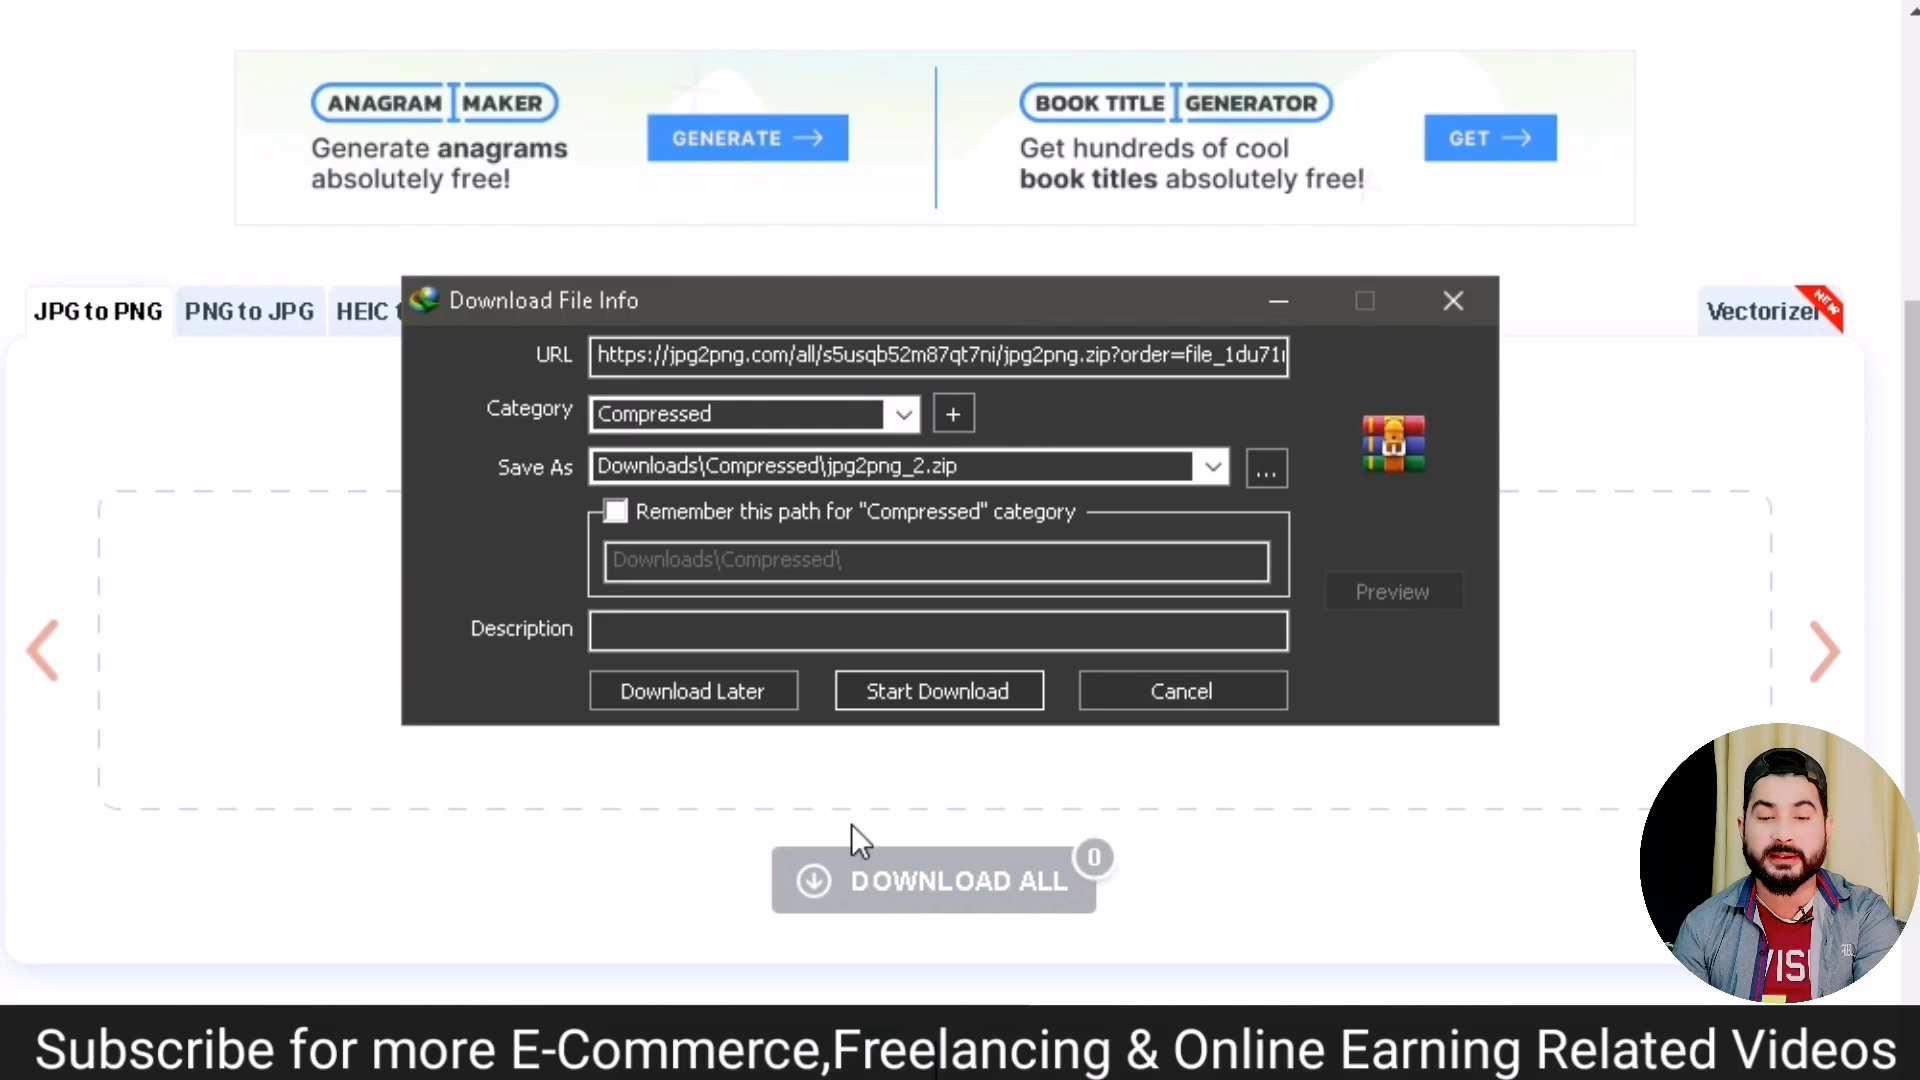 ANAGRAM MAKER
Generate anagrams
absolutely free!
GENERATE
BOOK TITLE GENERATOR
Get hundreds of cool
book titles absolutely free!
GET
JPG to PNG
PNG to JPG
HEIC
Vectorizer
NEW
Download File Info
URL
https://jpg2png.com/all/s5usqb52m87qt7ni/jpg2png.zip?order=file_1du71
Category
Compressed
+
Save As
Downloads\Compressed\jpg2png_2.zip
...
Remember this path for "Compressed" category
Downloads\Compressed\
Preview
Description
Download Later
Start Download
Cancel
0
DOWNLOAD ALL
VIS
Subscribe for more E-Commerce,Freelancing & Online Earning Related Videos